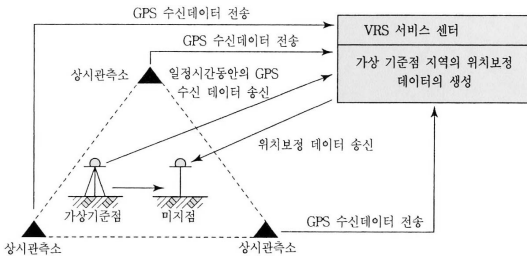 GPS 수신데이터 전송
GPS 수신데이터 전송
VRS 서비스 센터
상시관측소
일정시간동안의 GPS
수신 데이터 송신
가상 기준점 지역의 위치보정
데이터의 생성
위치보정 데이터 송신
가상기준점
미지점
GPS 수신데이터 전송
상시관측소
상시관측소